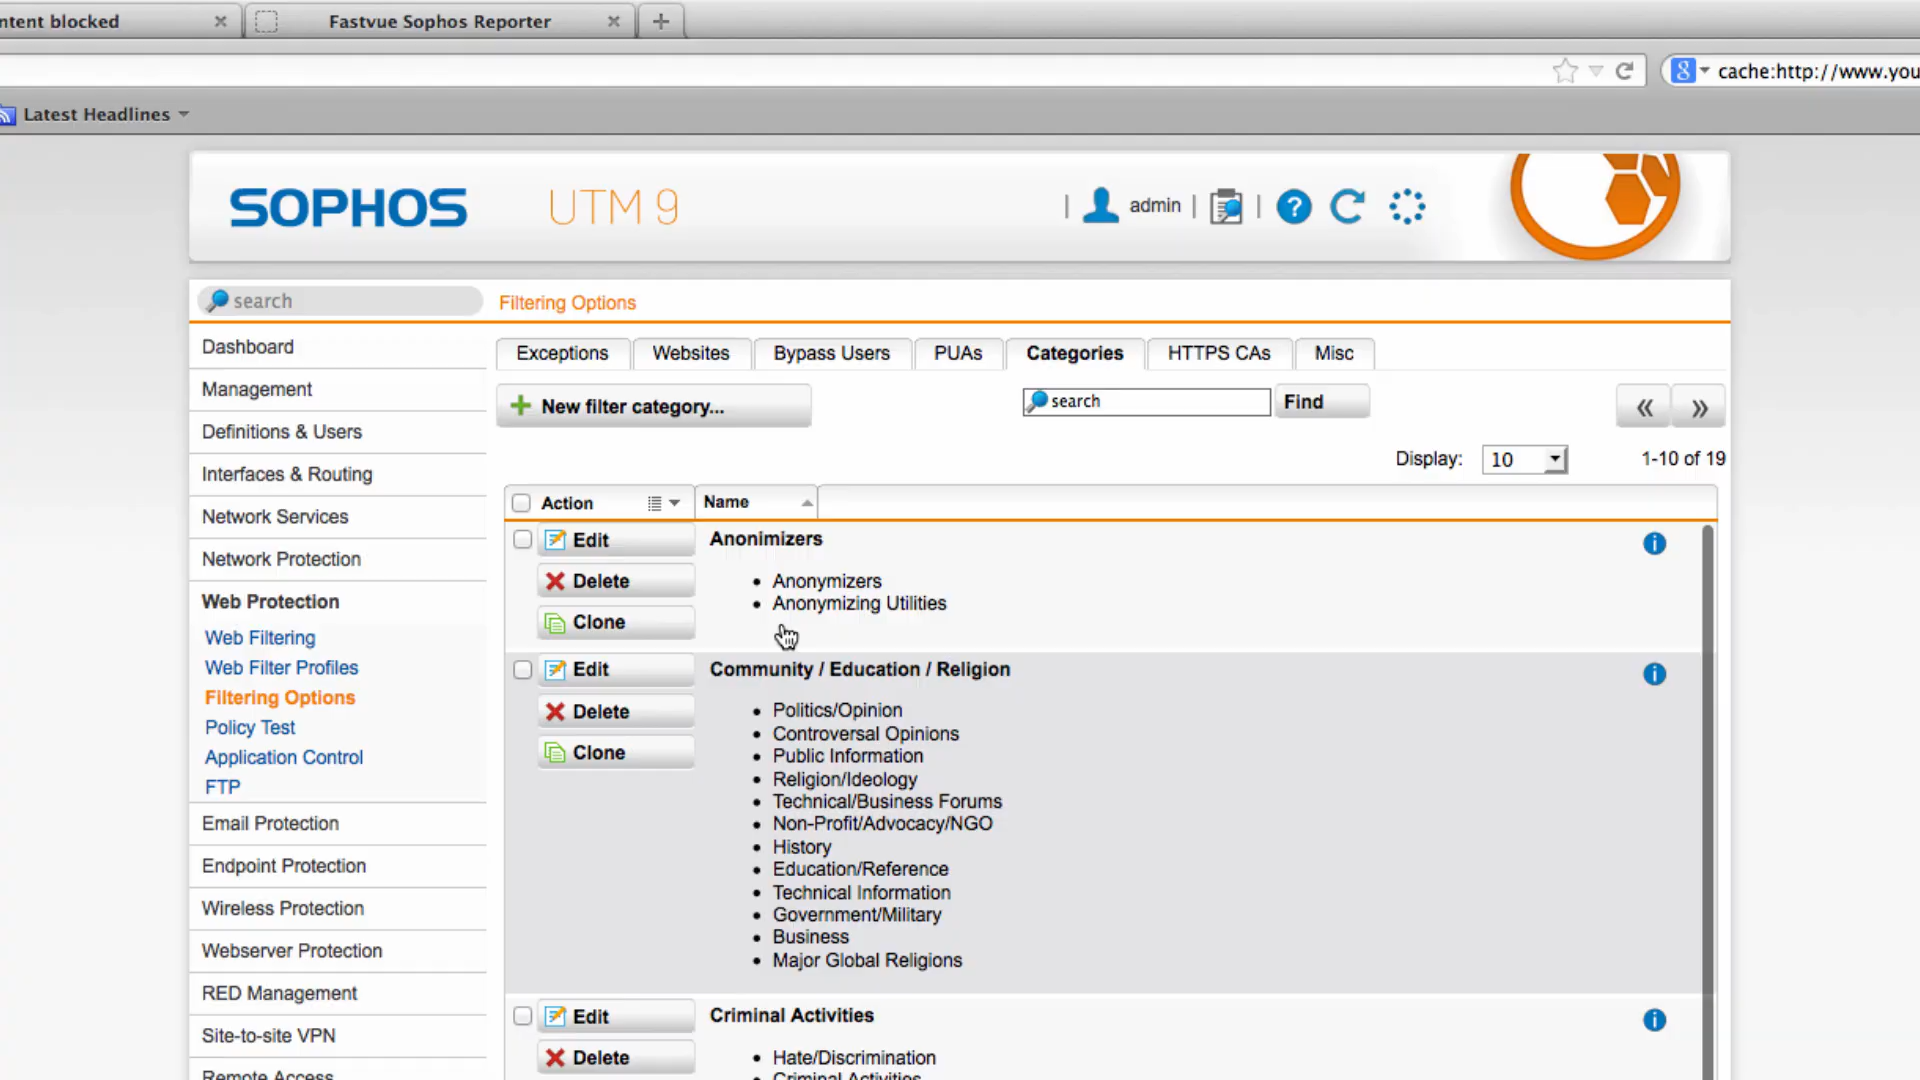 ntent blocked
Fastvue Sophos Reporter
cache:http://www.you
Latest Headlines
SOPHOS UTM 9
admin
search
Filtering Options
Dashboard
Management
Definitions & Users
Interfaces & Routing
Network Services
Network Protection
Web Protection
Web Filtering
Web Filter Profiles
Filtering Options
Policy Test
Application Control
FTP
Email Protection
Endpoint Protection
Wireless Protection
Webserver Protection
RED Management
Site-to-site VPN
Remote Access
Exceptions Websites Bypass Users PUAs Categories HTTPS CAs Misc
New filter category... search Find « »
Display: 10 1-10 of 19
Action Name
Edit Anonimizers
Delete
Clone
• Anonymizers
• Anonymizing Utilities
Edit Community / Education / Religion
Delete
Clone
• Politics/Opinion
• Controversal Opinions
• Public Information
• Religion/Ideology
• Technical/Business Forums
• Non-Profit/Advocacy/NGO
• History
• Education/Reference
• Technical Information
• Government/Military
• Business
• Major Global Religions
Edit Criminal Activities
Delete
• Hate/Discrimination
• Criminal Activities